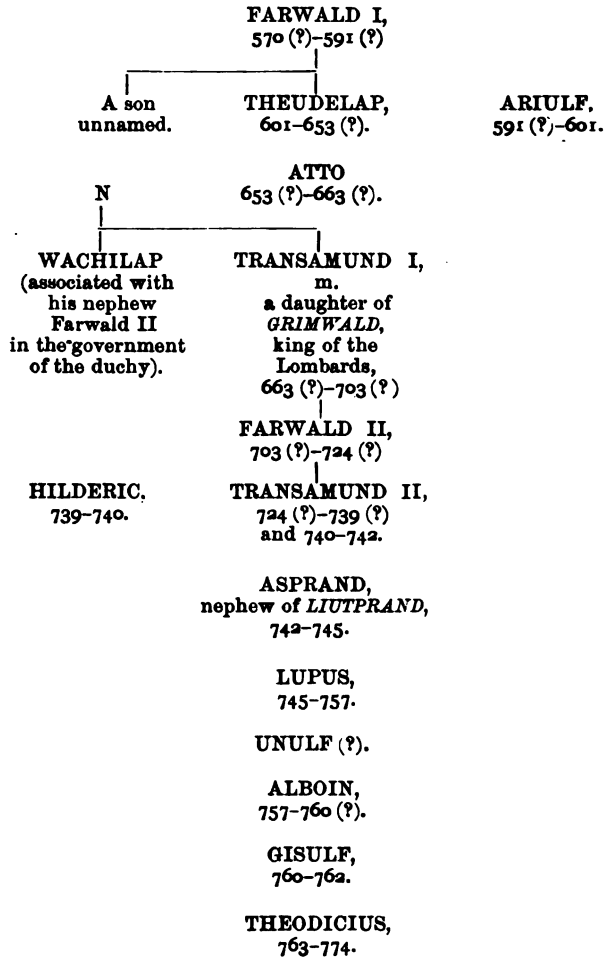 FARWALD I,
570 (?)–591 (?)
A son
unnamed.
THEUDELAP,
601–653 (?).
ARIULF,
591 (?)–601.
ATTO
653 (?)–663 (?).
N
WACHILAP
(associated with
his nephew
Farwald II
in the government
of the duchy).
TRANSAMUND I,
m.
a daughter of
GRIMWALD,
king of the
Lombards,
663 (?)–703 (?)
FARWALD II,
703 (?)–724 (?)
HILDERIC,
739–740.
TRANSAMUND II,
724 (?)–739 (?)
and 740–742.
ASPRAND,
nephew of LIUTPRAND,
742–745.
LUPUS,
745–757.
UNULF (?).
ALBOIN,
757–760 (?).
GISULF,
760–762.
THEODICIUS,
763–774.